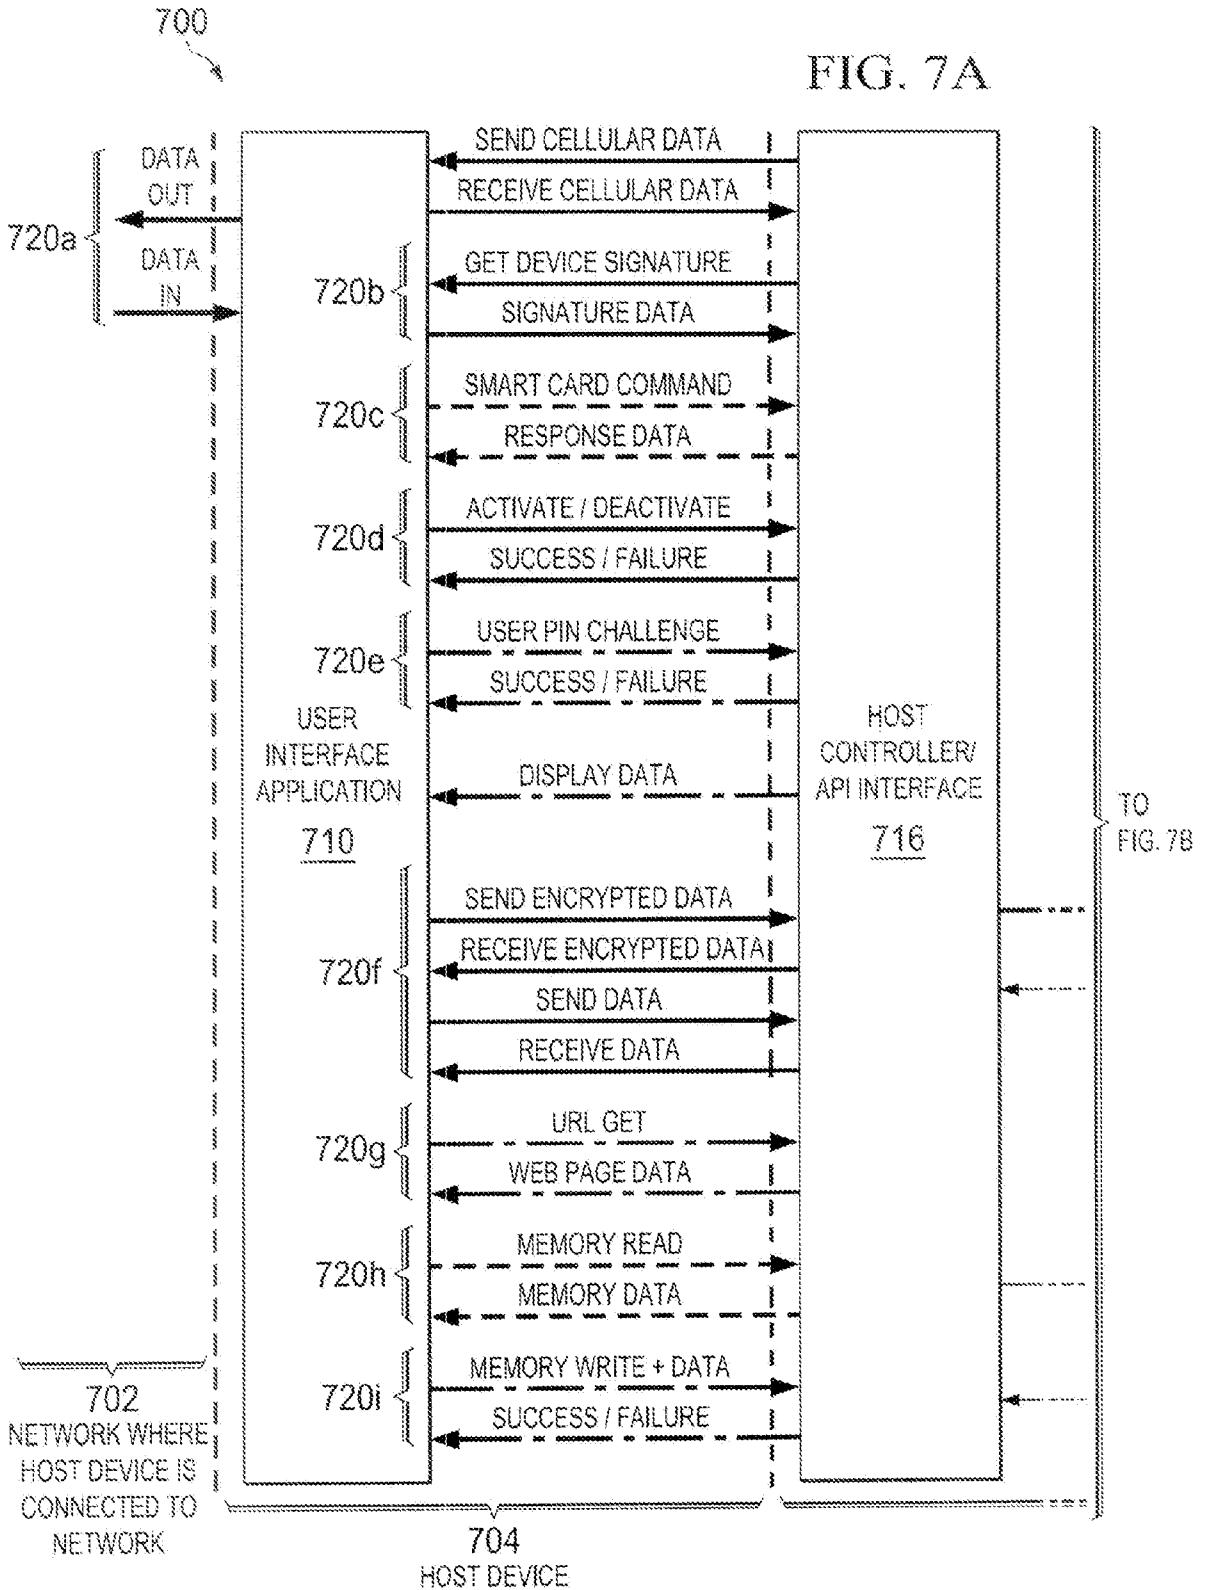 700
FIG. 7A
SEND CELLULAR DATA
DATA
OUT
RECEIVE CELLULAR DATA
720a
DATA
IN
GET DEVICE SIGNATURE
720b
SIGNATURE DATA
SMART CARD COMMAND
720c
RESPONSE DATA
ACTIVATE / DEACTIVATE
720d
SUCCESS / FAILURE
USER PIN CHALLENGE
720e
SUCCESS / FAILURE
USER
INTERFACE
APPLICATION
710
DISPLAY DATA
HOST
CONTROLLER/
API INTERFACE
716
TO
FIG. 7B
SEND ENCRYPTED DATA
RECEIVE ENCRYPTED DATA
720f
SEND DATA
RECEIVE DATA
URL GET
720g
WEB PAGE DATA
MEMORY READ
720h
MEMORY DATA
MEMORY WRITE + DATA
720i
SUCCESS / FAILURE
702
NETWORK WHERE
HOST DEVICE IS
CONNECTED TO
NETWORK
704
HOST DEVICE